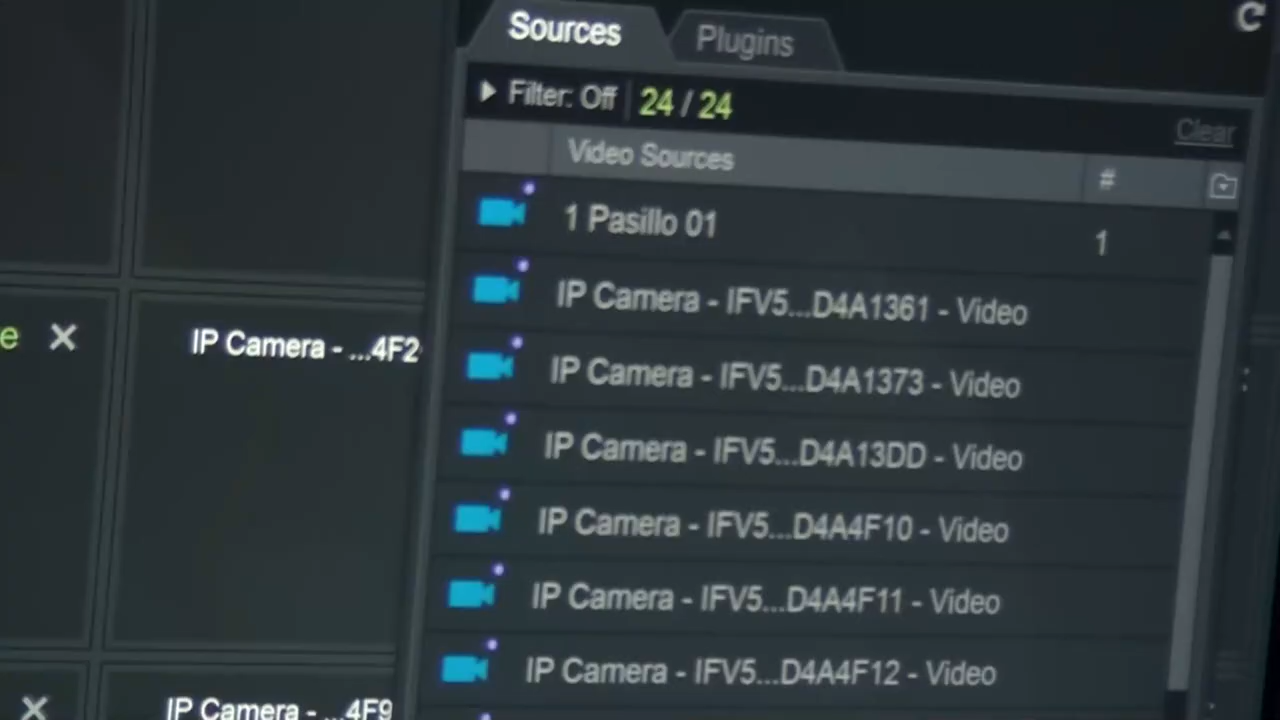 Sources
Plugins
Filter: Off
24 / 24
Clear
Video Sources
#
1 Pasillo 01
1
IP Camera - IFV5...D4A1361 - Video
e X
IP Camera - ...4F2
IP Camera - IFV5...D4A1373 - Video
IP Camera - IFV5...D4A13DD - Video
IP Camera - IFV5...D4A4F10 - Video
IP Camera - IFV5...D4A4F11 - Video
IP Camera - IFV5...D4A4F12 - Video
X
IP Camera - ...4F9